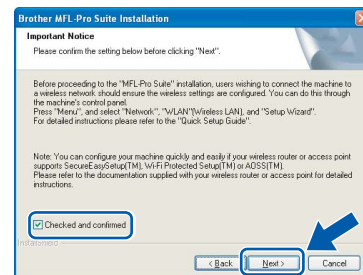 Brother MFL-Pro Suite Installation
Important Notice
Please confirm the setting below before clicking "Next".
Before proceeding to the "MFL-Pro Suite" installation, users wishing to connect the machine to
a wireless network should ensure the wireless settings are configured. You can do this through
the machine's control panel.
Press "Menu", and select "Network", "WLAN"(Wireless LAN), and "Setup Wizard".
For detailed instructions please refer to the "Quick Setup Guide".
Note: You can configure your machine quickly and easily if your wireless router or access point
supports SecureEasySetup(TM), Wi-Fi Protected Setup(TM) or AOSS(TM).
Please refer to the documentation supplied with your wireless router or access point for detailed
instructions.
Checked and confirmed
InstallShield
< Back Next > Cancel